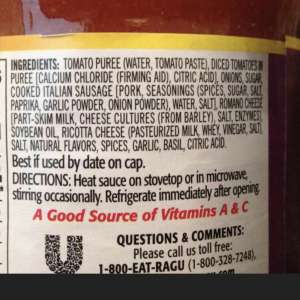 INGREDIENTS: TOMATO PUREE (WATER, TOMATO PASTE), DICED TOMATOES IN
PUREE [CALCIUM CHLORIDE (FIRMING AID), CITRIC ACID], ONIONS, SUGAR,
COOKED ITALIAN SAUSAGE [PORK, SEASONINGS (SPICES, SUGAR, SALT,
PAPRIKA, GARLIC POWDER, ONION POWDER), WATER, SALT], ROMANO CHEESE
[PART-SKIM MILK, CHEESE CULTURES (FROM BARLEY), SALT, ENZYMES],
SOYBEAN OIL, RICOTTA CHEESE (PASTEURIZED MILK, WHEY, VINEGAR, SALT),
SALT, NATURAL FLAVORS, SPICES, GARLIC, BASIL, CITRIC ACID.
Best if used by date on cap.
DIRECTIONS: Heat sauce on stovetop or in microwave,
stirring occasionally. Refrigerate immediately after opening.
A Good Source of Vitamins A & C
QUESTIONS & COMMENTS:
Please call us toll free:
1-800-EAT-RAGU (1-800-328-7248),